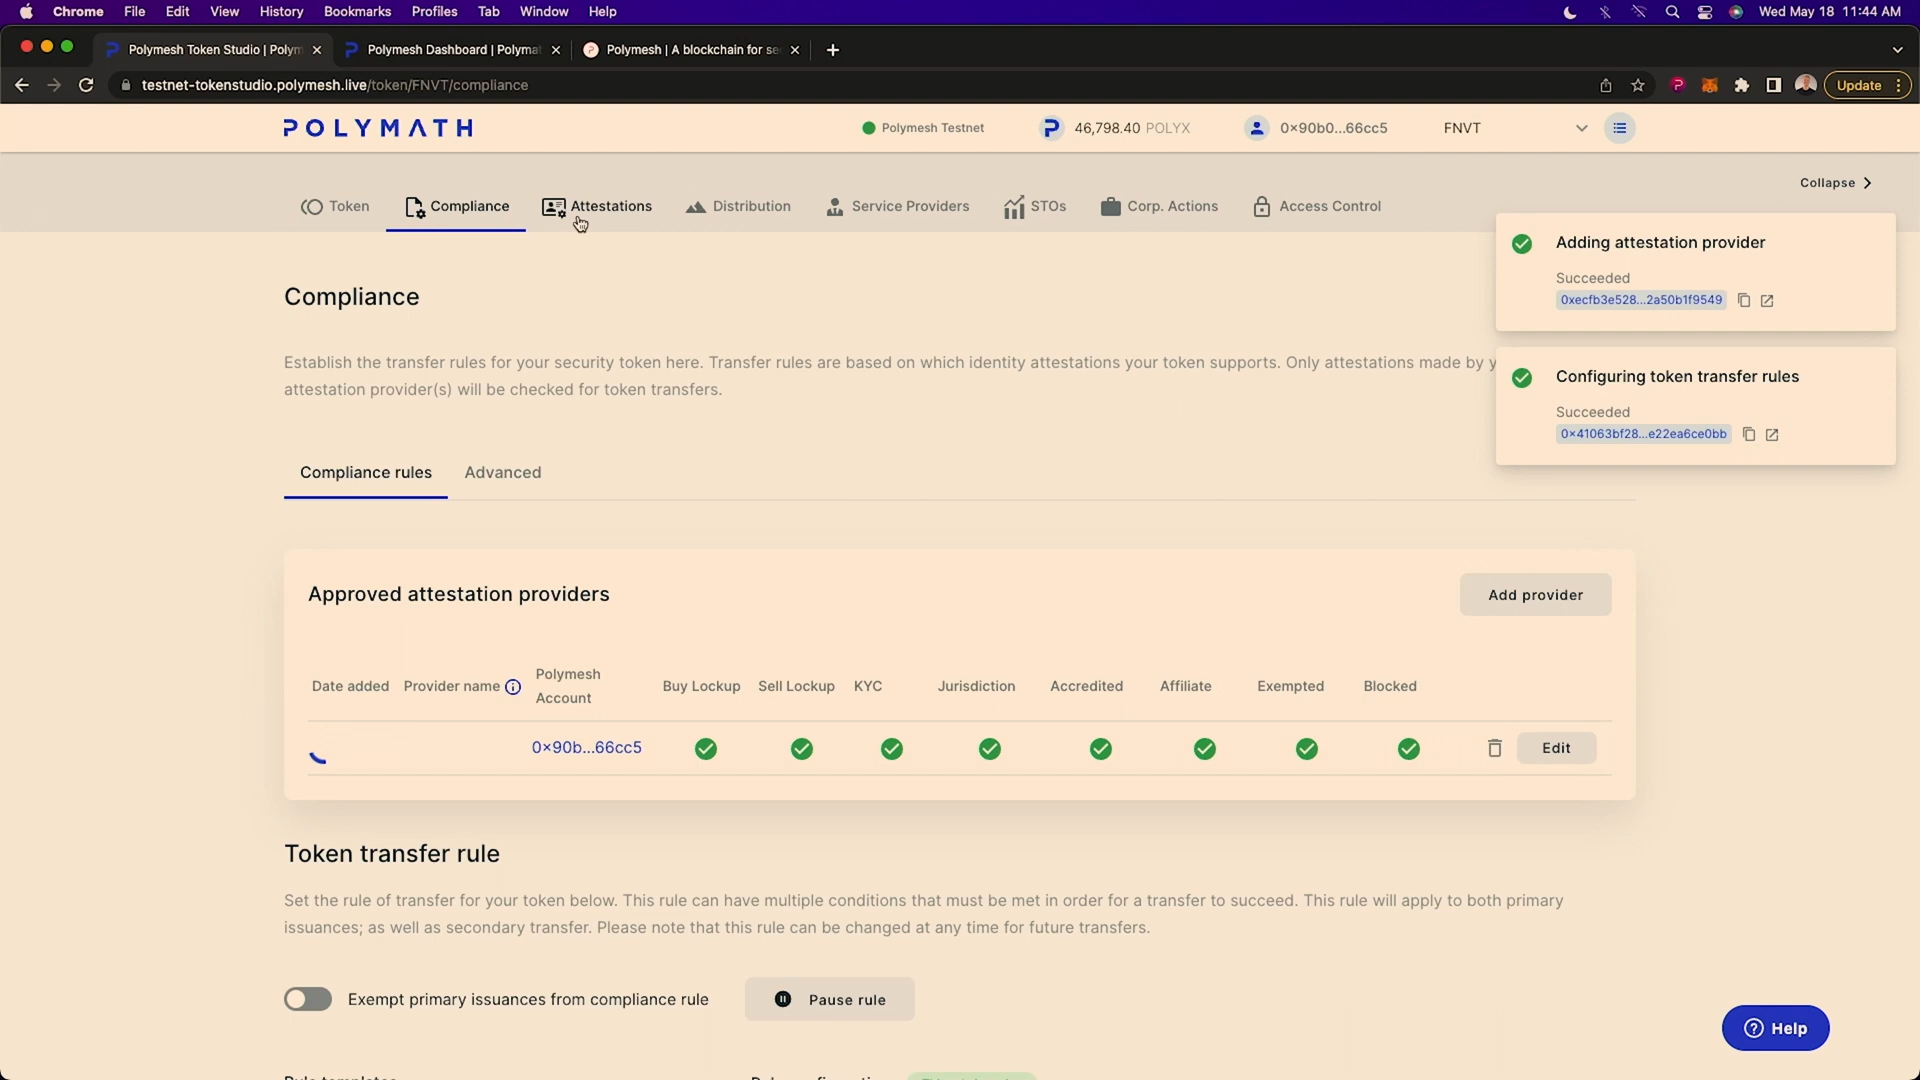 Chrome File Edit View History Bookmarks Profiles Tab Window Help Wed May 18 11:44 AM
Polymesh Token Studio | Polym Polymesh Dashboard | Polymat Polymesh | A blockchain for se
testnet-tokenstudio.polymesh.live/token/FNVT/compliance Update
POLYMATH Polymesh Testnet 46,798.40 POLYX 0×90b0...66cc5 FNVT
Collapse
Token Compliance Attestations Distribution Service Providers STOs Corp. Actions Access Control
Adding attestation provider
Succeeded
0xecfb3e528...2a50b1f9549
Configuring token transfer rules
Succeeded
0×41063bf28...e22ea6ce0bb
Compliance
Establish the transfer rules for your security token here. Transfer rules are based on which identity attestations your token supports. Only attestations made by y
attestation provider(s) will be checked for token transfers.
Compliance rules Advanced
Approved attestation providers Add provider
Date added Provider name Polymesh Account Buy Lockup Sell Lockup KYC Jurisdiction Accredited Affiliate Exempted Blocked
0×90b...66cc5 Edit
Token transfer rule
Set the rule of transfer for your token below. This rule can have multiple conditions that must be met in order for a transfer to succeed. This rule will apply to both primary
issuances; as well as secondary transfer. Please note that this rule can be changed at any time for future transfers.
Exempt primary issuances from compliance rule Pause rule
Help